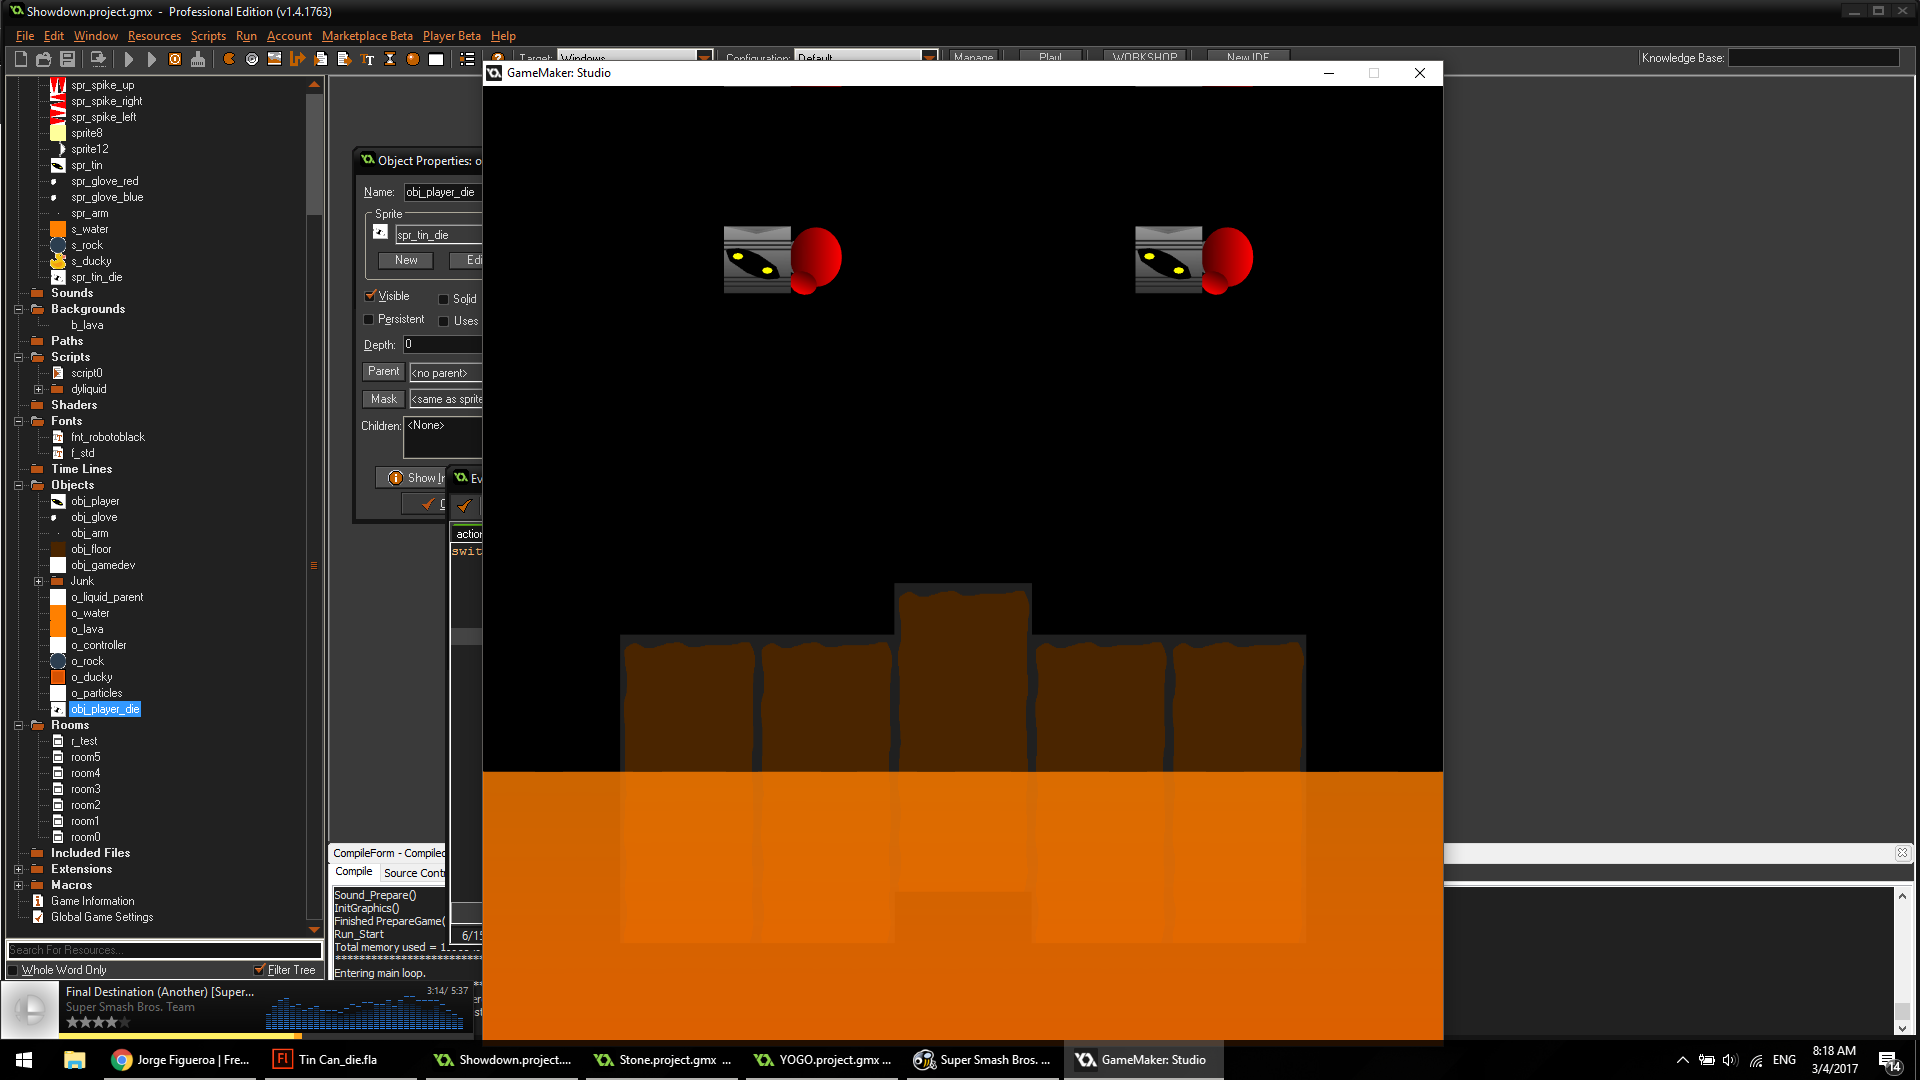 Showdown.project.gmx - Professional Edition (v1.4.1763)
File Edit Window Resources Scripts Run Account Marketplace Beta Player Beta Help
Target: Windows Configuration: Default Manage Play! WORKSHOP New IDE Knowledge Base:
GameMaker: Studio
spr_spike_up
spr_spike_right
spr_spike_left
sprite8
sprite12
spr_tin
spr_glove_red
spr_glove_blue
spr_arm
s_water
s_rock
s_ducky
spr_tin_die
Sounds
Backgrounds
b_lava
Paths
Scripts
script0
dyliquid
Shaders
Fonts
fnt_robotoblack
f_std
Time Lines
Objects
obj_player
obj_glove
obj_arm
obj_floor
obj_gamedev
Junk
o_liquid_parent
o_water
o_lava
o_controller
o_rock
o_ducky
o_particles
obj_player_die
Rooms
r_test
room5
room4
room3
room2
room1
room0
Included Files
Extensions
Macros
Game Information
Global Game Settings
Search For Resources...
Whole Word Only Filter Tree
Object Properties: o
Name: obj_player_die
Sprite
spr_tin_die
New Edi
Visible Solid
Persistent Uses
Depth: 0
Parent <no parent>
Mask <same as sprite
Children: <None>
Show In
Ev
action
swit
6/15
CompileForm - Compiled
Compile Source Contr
Sound_Prepare()
InitGraphics()
Finished PrepareGame(
Run_Start
Total memory used =
****************************
Entering main loop.
Final Destination (Another) [Super... 3:14/ 5:37
Super Smash Bros. Team
Jorge Figueroa | Fre... Tin Can_die.fla Showdown.project.... Stone.project.gmx ... YOGO.project.gmx ... Super Smash Bros. ... GameMaker: Studio
ENG
8:18 AM
3/4/2017
14